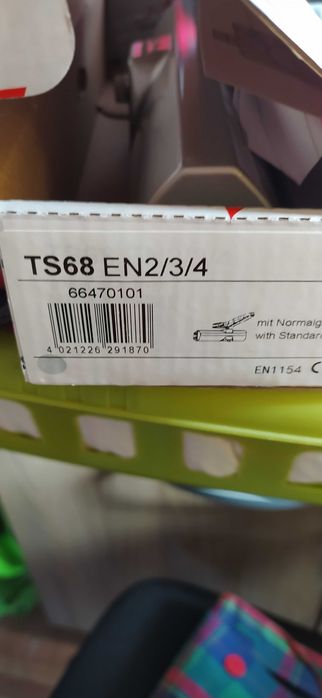 TS68 EN2/3/4
66470101
4 021226 291870
mit Normalg
with Standar
EN1154 C